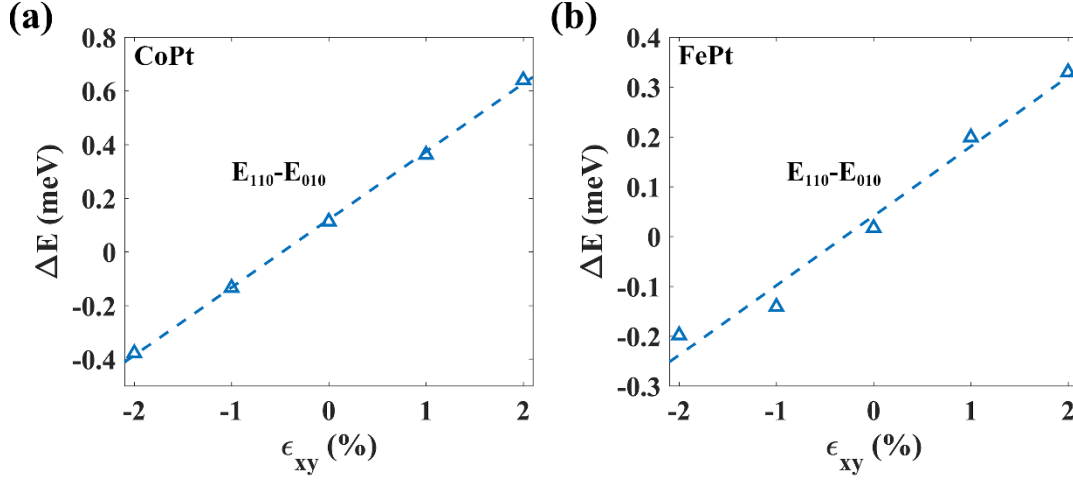 (a)
CoPt
0.8
0.6
0.4
0.2
0
-0.2
-0.4
ΔE (meV)
E₁₁₀-E₀₁₀
-2 -1 0 1 2
ϵxy (%)
(b)
FePt
0.4
0.3
0.2
0.1
0
-0.1
-0.2
-0.3
ΔE (meV)
E₁₁₀-E₀₁₀
-2 -1 0 1 2
ϵxy (%)